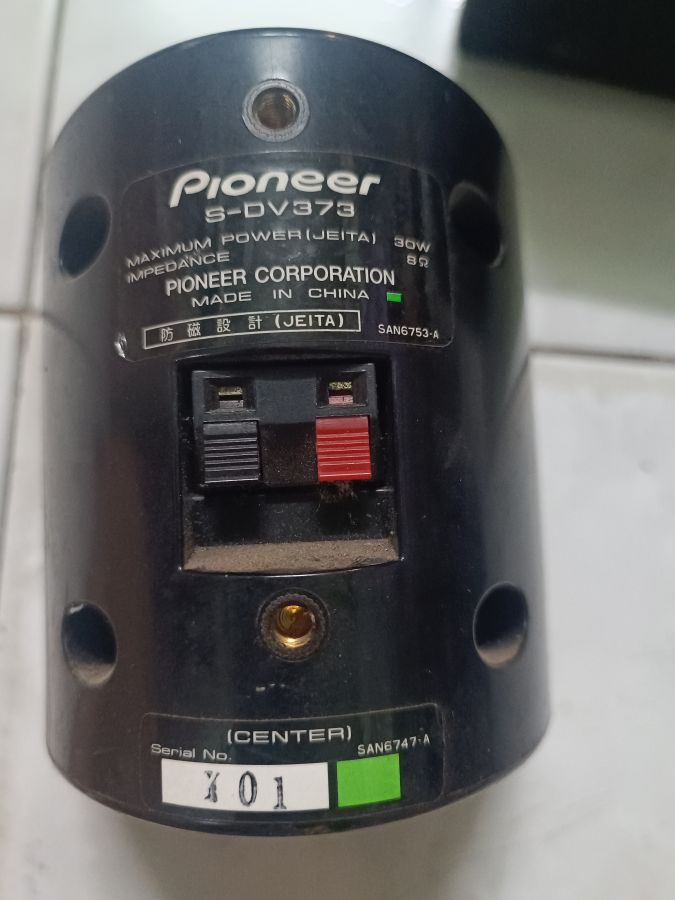 Pioneer
S-DV373
MAXIMUM POWER(JEITA) 30W
IMPEDANCE 8Ω
PIONEER CORPORATION
MADE IN CHINA
防磁設計(JEITA)
SAN6753-A
(CENTER)
Serial No.
SAN6747-A
01